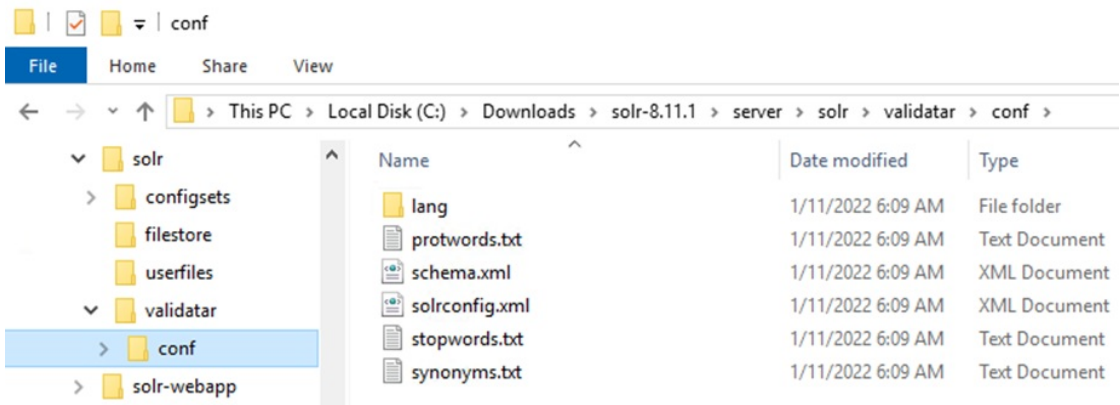 conf
File Home Share View
This PC > Local Disk (C:) > Downloads > solr-8.11.1 > server > solr > validatar > conf >
solr
configsets
filestore
userfiles
validatar
conf
solr-webapp
Name Date modified Type
lang 1/11/2022 6:09 AM File folder
protwords.txt 1/11/2022 6:09 AM Text Document
schema.xml 1/11/2022 6:09 AM XML Document
solrconfig.xml 1/11/2022 6:09 AM XML Document
stopwords.txt 1/11/2022 6:09 AM Text Document
synonyms.txt 1/11/2022 6:09 AM Text Document